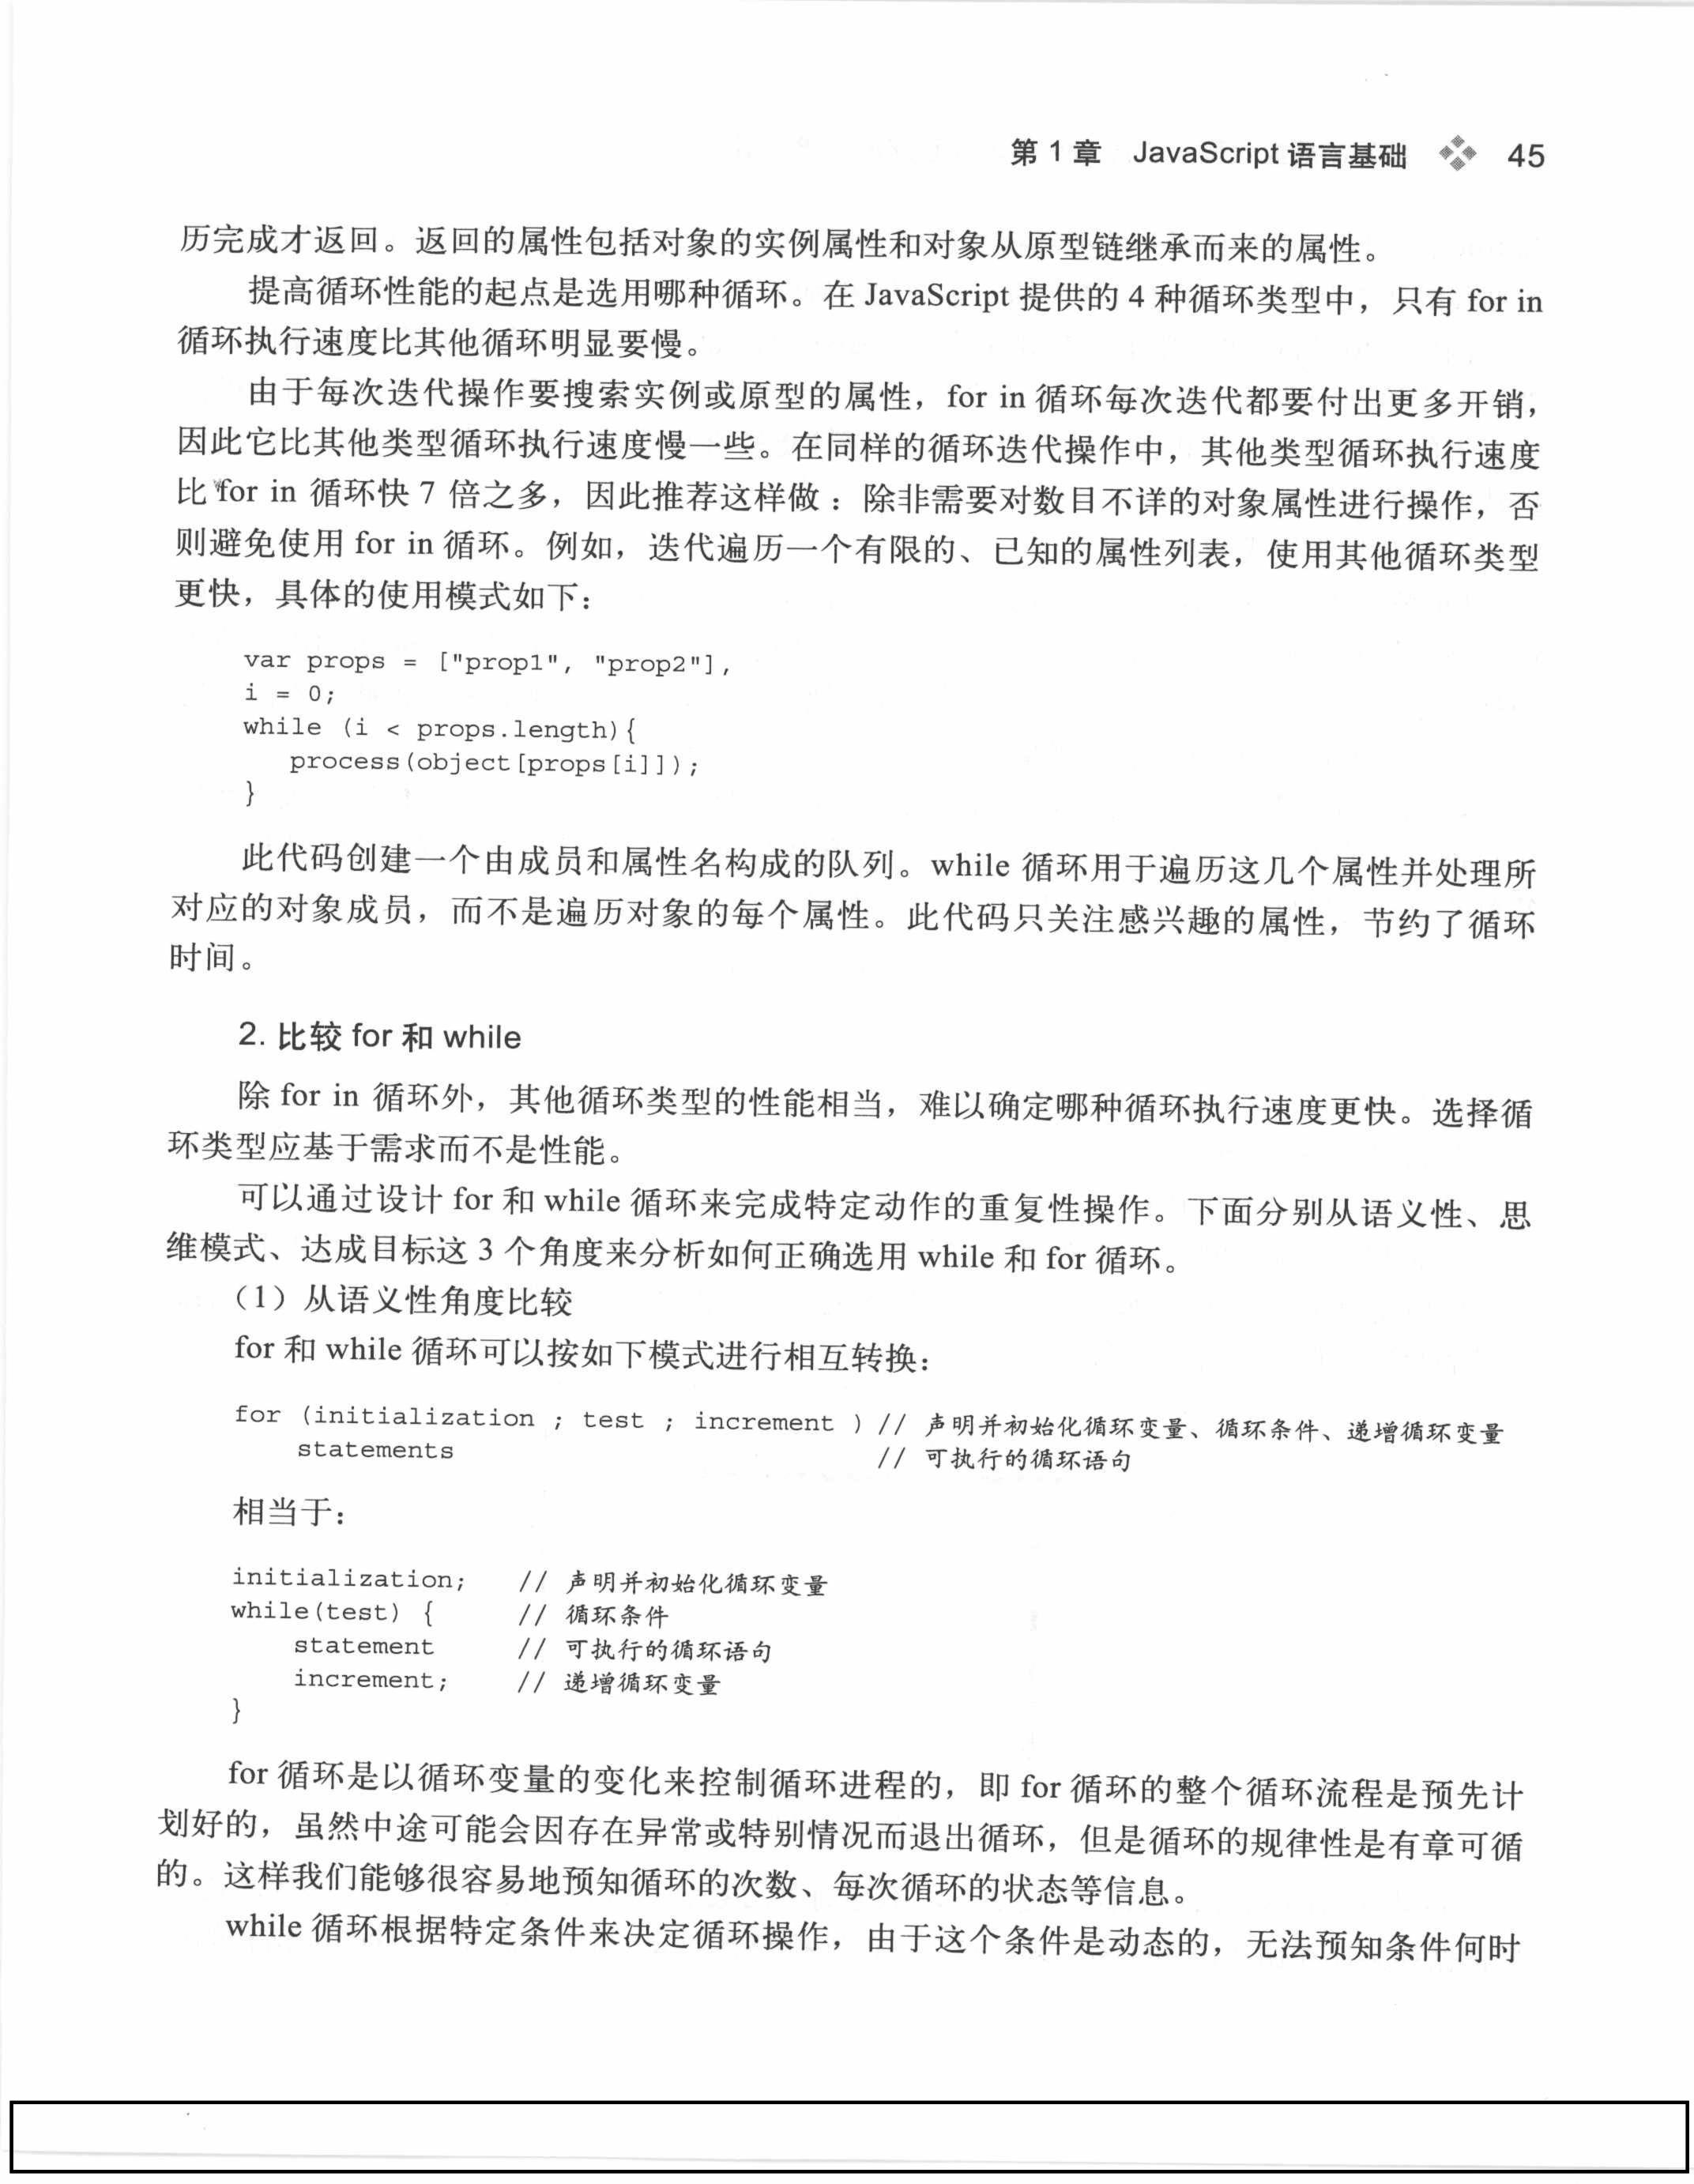 第 1 章 JavaScript 语言基础 45
历完成才返回。返回的属性包括对象的实例属性和对象从原型链继承而来的属性。
提高循环性能的起点是选用哪种循环。在 JavaScript 提供的 4 种循环类型中，只有 for in
循环执行速度比其他循环明显要慢。
由于每次迭代操作要搜索实例或原型的属性，for in 循环每次迭代都要付出更多开销，
因此它比其他类型循环执行速度慢一些。在同样的循环迭代操作中，其他类型循环执行速度
比 for in 循环快 7 倍之多，因此推荐这样做：除非需要对数目不详的对象属性进行操作，否
则避免使用 for in 循环。例如，迭代遍历一个有限的、已知的属性列表，使用其他循环类型
更快，具体的使用模式如下：
var props = ["prop1", "prop2"],
i = 0;
while (i < props.length){
process(object[props[i]]);
}
此代码创建一个由成员和属性名构成的队列。while 循环用于遍历这几个属性并处理所
对应的对象成员，而不是遍历对象的每个属性。此代码只关注感兴趣的属性，节约了循环
时间。
2. 比较 for 和 while
除 for in 循环外，其他循环类型的性能相当，难以确定哪种循环执行速度更快。选择循
环类型应基于需求而不是性能。
可以通过设计 for 和 while 循环来完成特定动作的重复性操作。下面分别从语义性、思
维模式、达成目标这 3 个角度来分析如何正确选用 while 和 for 循环。
（1）从语义性角度比较
for 和 while 循环可以按如下模式进行相互转换：
for (initialization ; test ; increment ) // 声明并初始化循环变量、循环条件、递增循环变量
statements // 可执行的循环语句
相当于：
initialization; // 声明并初始化循环变量
while(test) { // 循环条件
statement // 可执行的循环语句
increment; // 递增循环变量
}
for 循环是以循环变量的变化来控制循环进程的，即 for 循环的整个循环流程是预先计
划好的，虽然中途可能会因存在异常或特别情况而退出循环，但是循环的规律性是有章可循
的。这样我们能够很容易地预知循环的次数、每次循环的状态等信息。
while 循环根据特定条件来决定循环操作，由于这个条件是动态的，无法预知条件何时